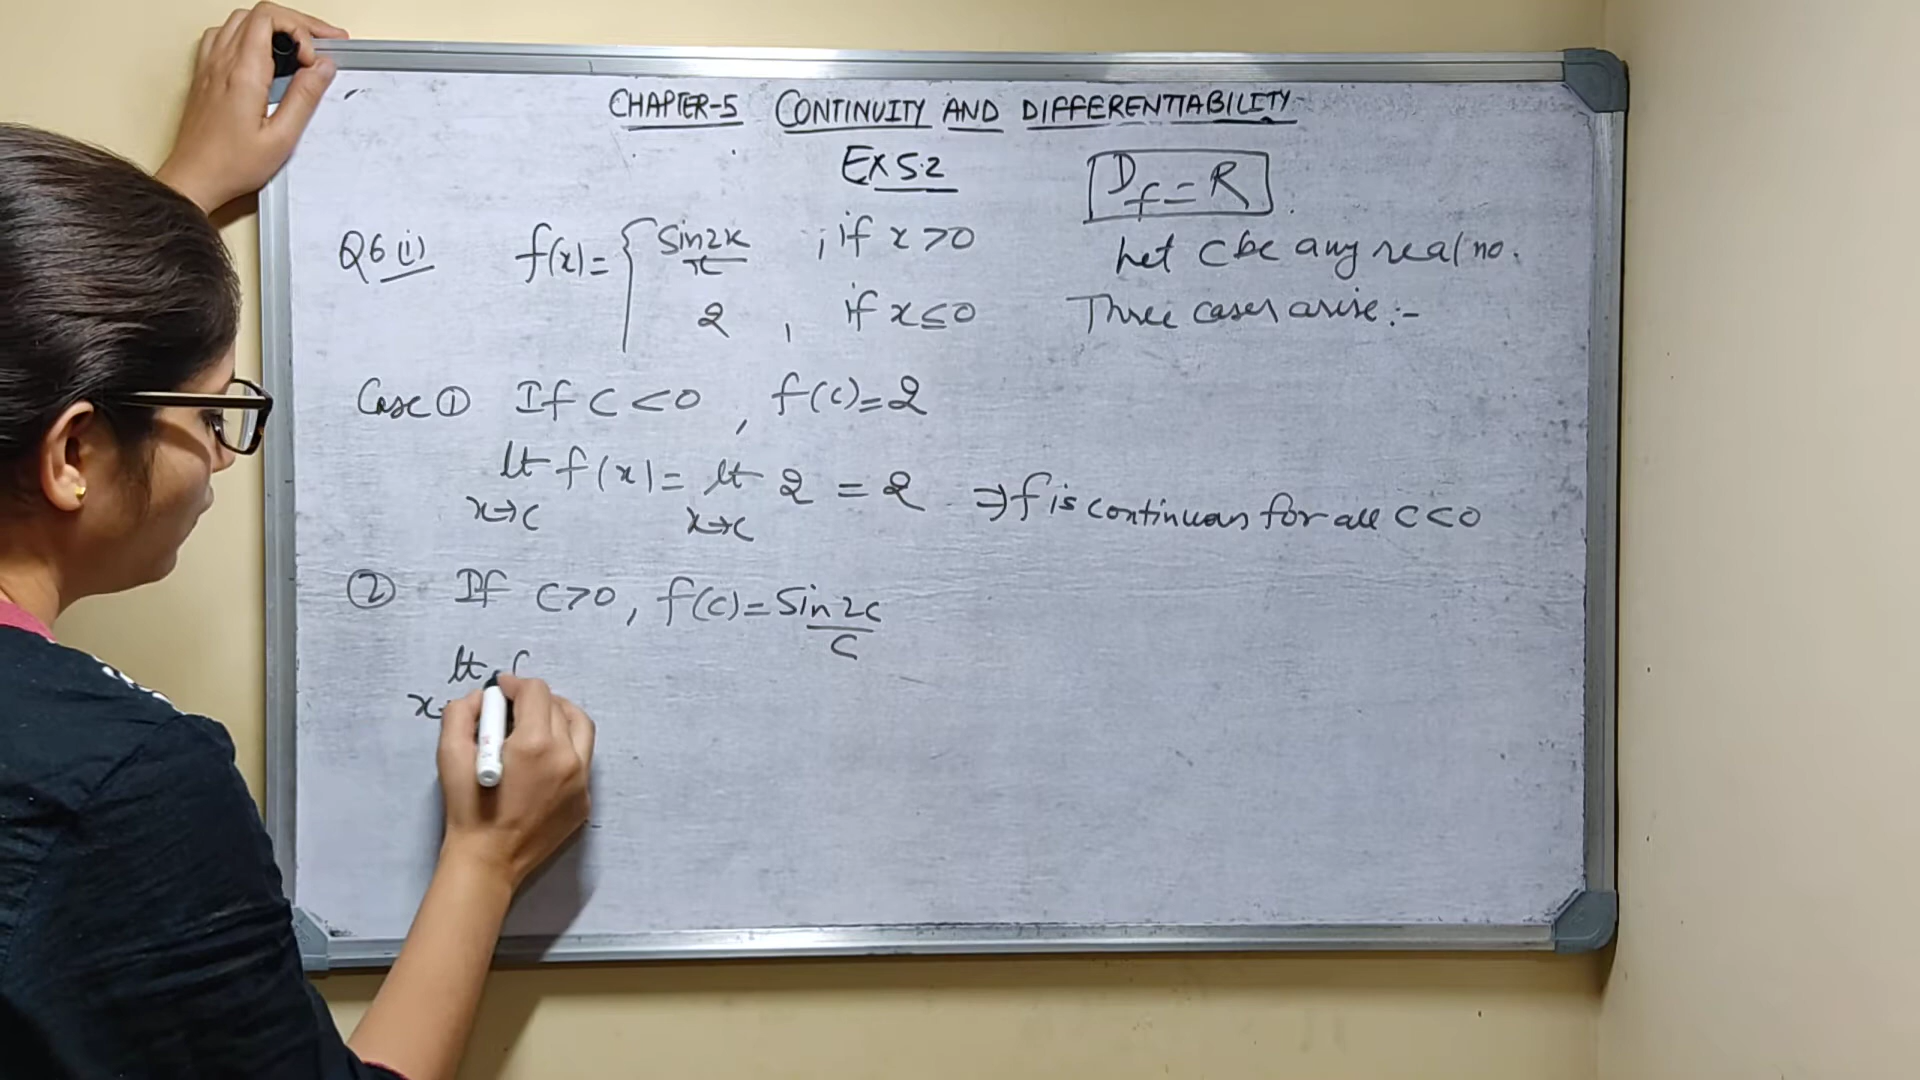 CHAPTER-5 CONTINUITY AND DIFFERENTIABILITY
EX 5.2
D_f = R
Q6 (i) f(x) = { sin2x/x ; if x > 0
2 , if x ≤ 0
Let c be any real no.
Three cases arise :-
Case ① If c < 0 , f(c) = 2
lt f(x) = lt 2 = 2 ⇒ f is continuous for all c < 0
x→c x→c
② If c > 0 , f(c) = Sin2c/c
lt f
x→